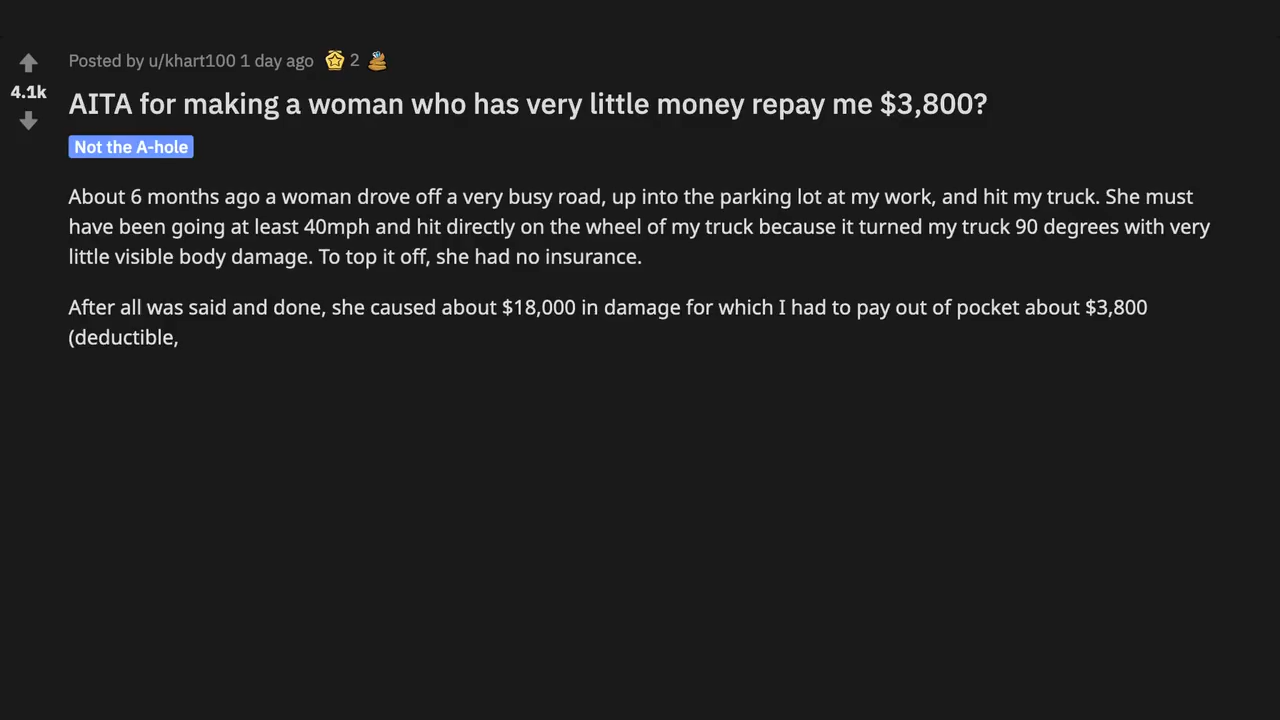 Posted by u/khart100 1 day ago 2
4.1k
AITA for making a woman who has very little money repay me $3,800?
Not the A-hole
About 6 months ago a woman drove off a very busy road, up into the parking lot at my work, and hit my truck. She must
have been going at least 40mph and hit directly on the wheel of my truck because it turned my truck 90 degrees with very
little visible body damage. To top it off, she had no insurance.
After all was said and done, she caused about $18,000 in damage for which I had to pay out of pocket about $3,800
(deductible,